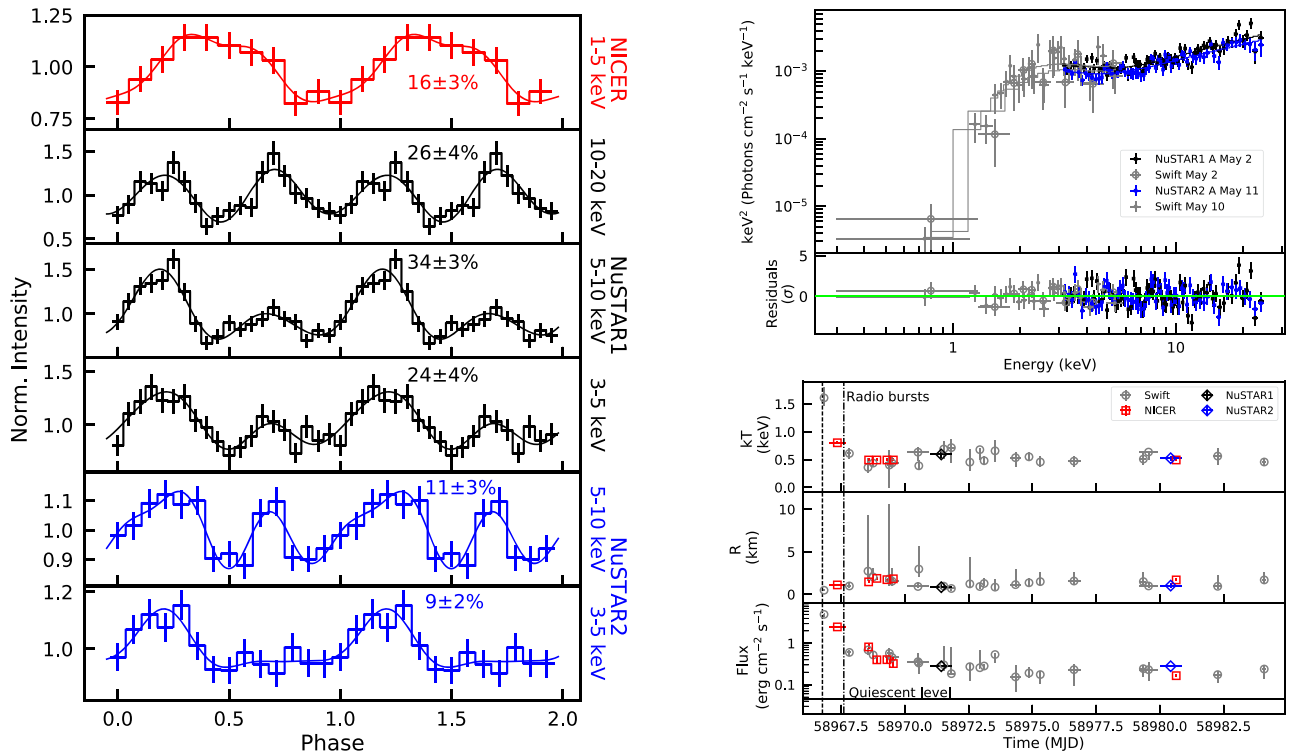 1.25
1.00
0.75
16±3%
NICER
1-5 keV
1.5
1.0
0.5
26±4%
10-20
keV
1.5
1.0
34±3%
NuSTAR1
5-10
keV
1.5
1.0
24±4%
3-5
keV
1.1
1.0
0.9
11±3%
NuSTAR2
5-10
keV
1.2
1.0
9±2%
3-5
keV
Norm. Intensity
0.0
0.5
1.0
1.5
2.0
Phase
keV² (Photons cm⁻² s⁻¹ keV⁻¹)
10⁻³
10⁻⁴
10⁻⁵
NuSTAR1 A May 2
Swift May 2
NuSTAR2 A May 11
Swift May 10
Residuals
(σ)
5
0
1
10
Energy (keV)
kT
(keV)
1.5
1.0
0.5
0.0
Radio bursts
Swift
NICER
NuSTAR1
NuSTAR2
R
(km)
10
5
0
Flux
(erg cm⁻² s⁻¹)
1
0.1
Quiescent level
58967.5
58970.0
58972.5
58975.0
58977.5
58980.0
58982.5
Time (MJD)